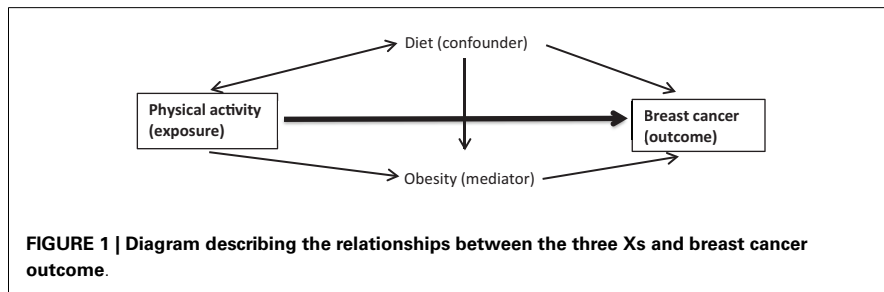 Diet (confounder)
Physical activity
(exposure)
Breast cancer
(outcome)
Obesity (mediator)
FIGURE 1 | Diagram describing the relationships between the three Xs and breast cancer
outcome.